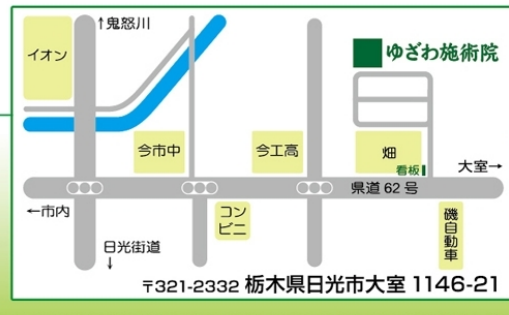 ↑鬼怒川
イオン
ゆざわ施術院
今市中
今工高
畑
看板
大室→
県道62号
←市内
コン
ビニ
磯自動車
日光街道
↓
〒321-2332 栃木県日光市大室 1146-21